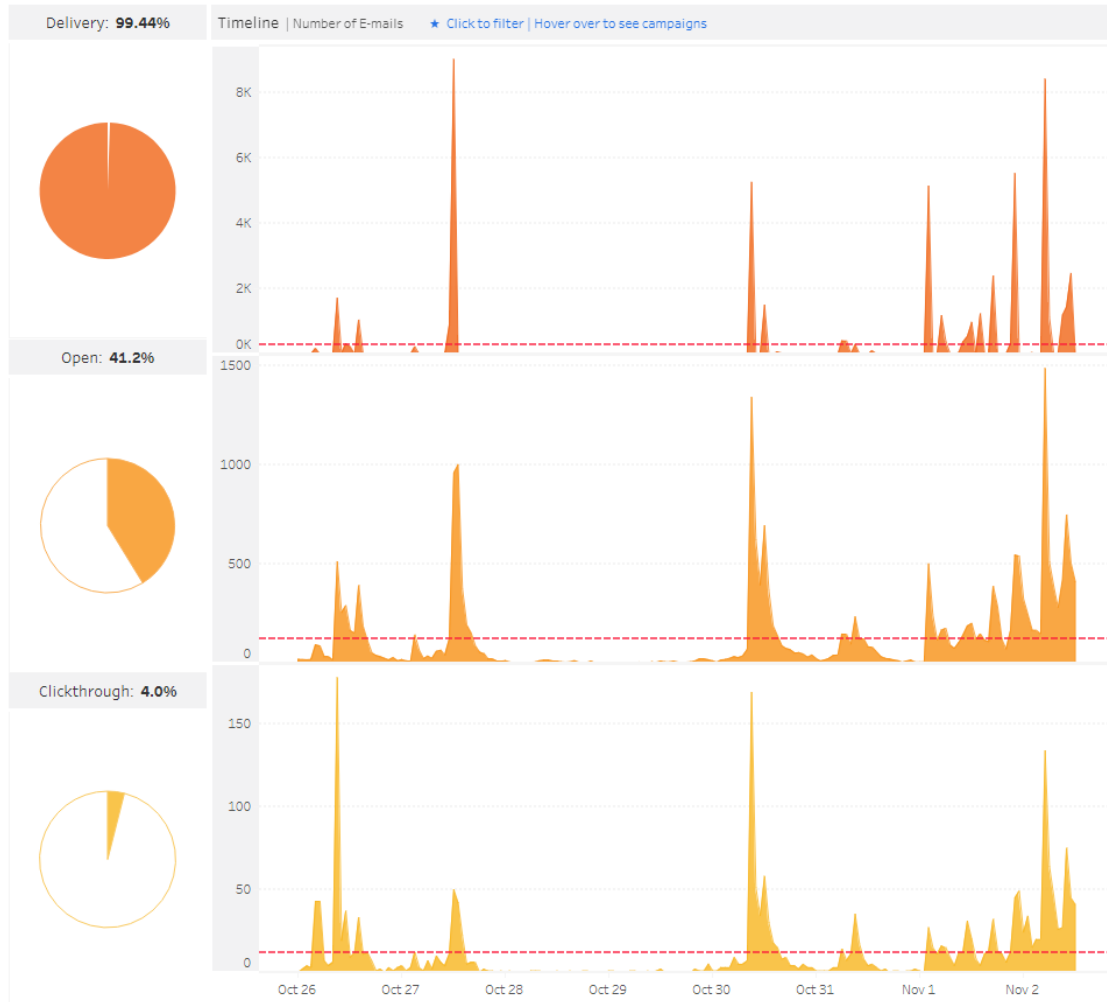 Delivery: 99.44%
Timeline | Number of E-mails ★ Click to filter | Hover over to see campaigns
8K
6K
4K
2K
0K
Open: 41.2%
1500
1000
500
0
Clickthrough: 4.0%
150
100
50
0
Oct 26 Oct 27 Oct 28 Oct 29 Oct 30 Oct 31 Nov 1 Nov 2